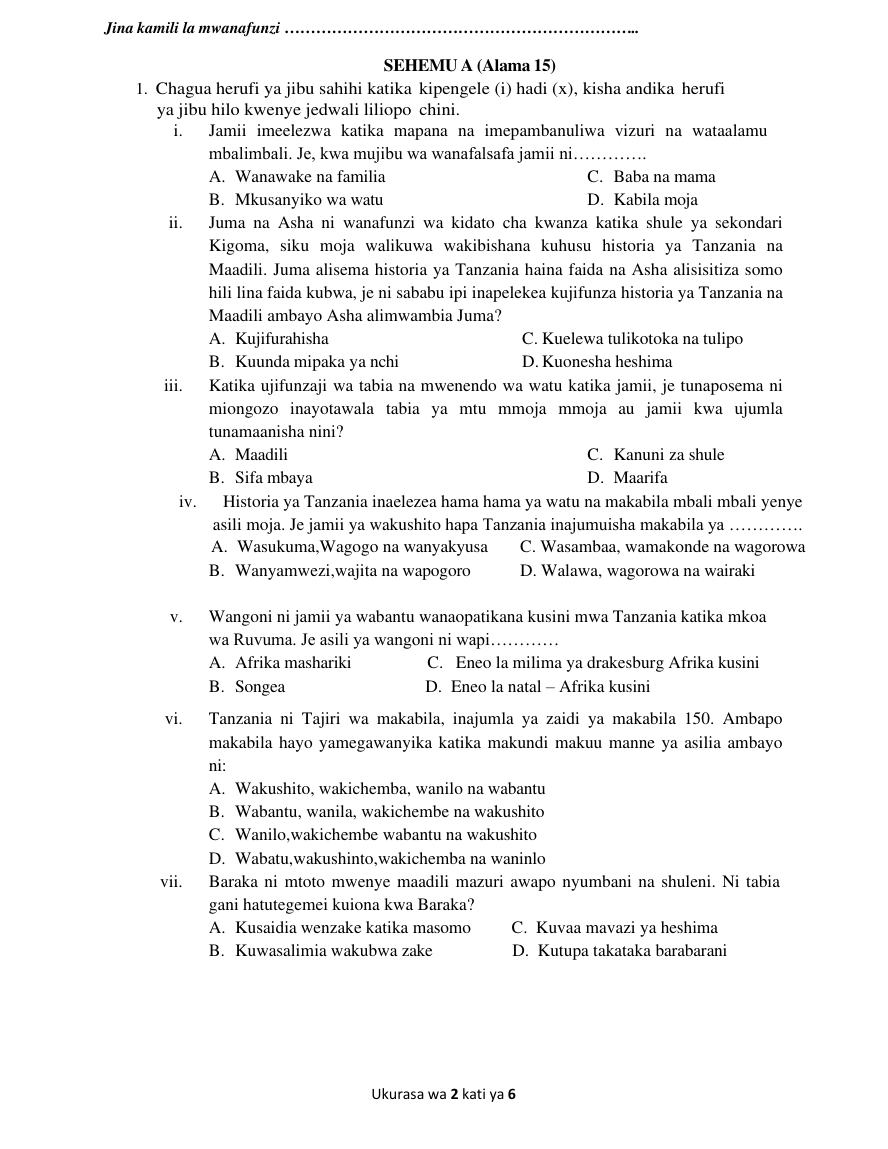 Jina kamili la mwanafunzi …………………………………………………………..
SEHEMU A (Alama 15)
1. Chagua herufi ya jibu sahihi katika kipengele (i) hadi (x), kisha andika herufi
ya jibu hilo kwenye jedwali liliopo chini.
i. Jamii imeelezwa katika mapana na imepambanuliwa vizuri na wataalamu
mbalimbali. Je, kwa mujibu wa wanafalsafa jamii ni………….
A. Wanawake na familia C. Baba na mama
B. Mkusanyiko wa watu D. Kabila moja
ii. Juma na Asha ni wanafunzi wa kidato cha kwanza katika shule ya sekondari
Kigoma, siku moja walikuwa wakibishana kuhusu historia ya Tanzania na
Maadili. Juma alisema historia ya Tanzania haina faida na Asha alisisitiza somo
hili lina faida kubwa, je ni sababu ipi inapelekea kujifunza historia ya Tanzania na
Maadili ambayo Asha alimwambia Juma?
A. Kujifurahisha C. Kuelewa tulikotoka na tulipo
B. Kuunda mipaka ya nchi D. Kuonesha heshima
iii. Katika ujifunzaji wa tabia na mwenendo wa watu katika jamii, je tunaposema ni
miongozo inayotawala tabia ya mtu mmoja mmoja au jamii kwa ujumla
tunamaanisha nini?
A. Maadili C. Kanuni za shule
B. Sifa mbaya D. Maarifa
iv. Historia ya Tanzania inaelezea hama hama ya watu na makabila mbali mbali yenye
asili moja. Je jamii ya wakushito hapa Tanzania inajumuisha makabila ya ………….
A. Wasukuma,Wagogo na wanyakyusa C. Wasambaa, wamakonde na wagorowa
B. Wanyamwezi,wajita na wapogoro D. Walawa, wagorowa na wairaki
v. Wangoni ni jamii ya wabantu wanaopatikana kusini mwa Tanzania katika mkoa
wa Ruvuma. Je asili ya wangoni ni wapi…………
A. Afrika mashariki C. Eneo la milima ya drakesburg Afrika kusini
B. Songea D. Eneo la natal – Afrika kusini
vi. Tanzania ni Tajiri wa makabila, inajumla ya zaidi ya makabila 150. Ambapo
makabila hayo yamegawanyika katika makundi makuu manne ya asilia ambayo
ni:
A. Wakushito, wakichemba, wanilo na wabantu
B. Wabantu, wanila, wakichembe na wakushito
C. Wanilo,wakichembe wabantu na wakushito
D. Wabatu,wakushinto,wakichemba na waninlo
vii. Baraka ni mtoto mwenye maadili mazuri awapo nyumbani na shuleni. Ni tabia
gani hatutegemei kuiona kwa Baraka?
A. Kusaidia wenzake katika masomo C. Kuvaa mavazi ya heshima
B. Kuwasalimia wakubwa zake D. Kutupa takataka barabarani
Ukurasa wa 2 kati ya 6